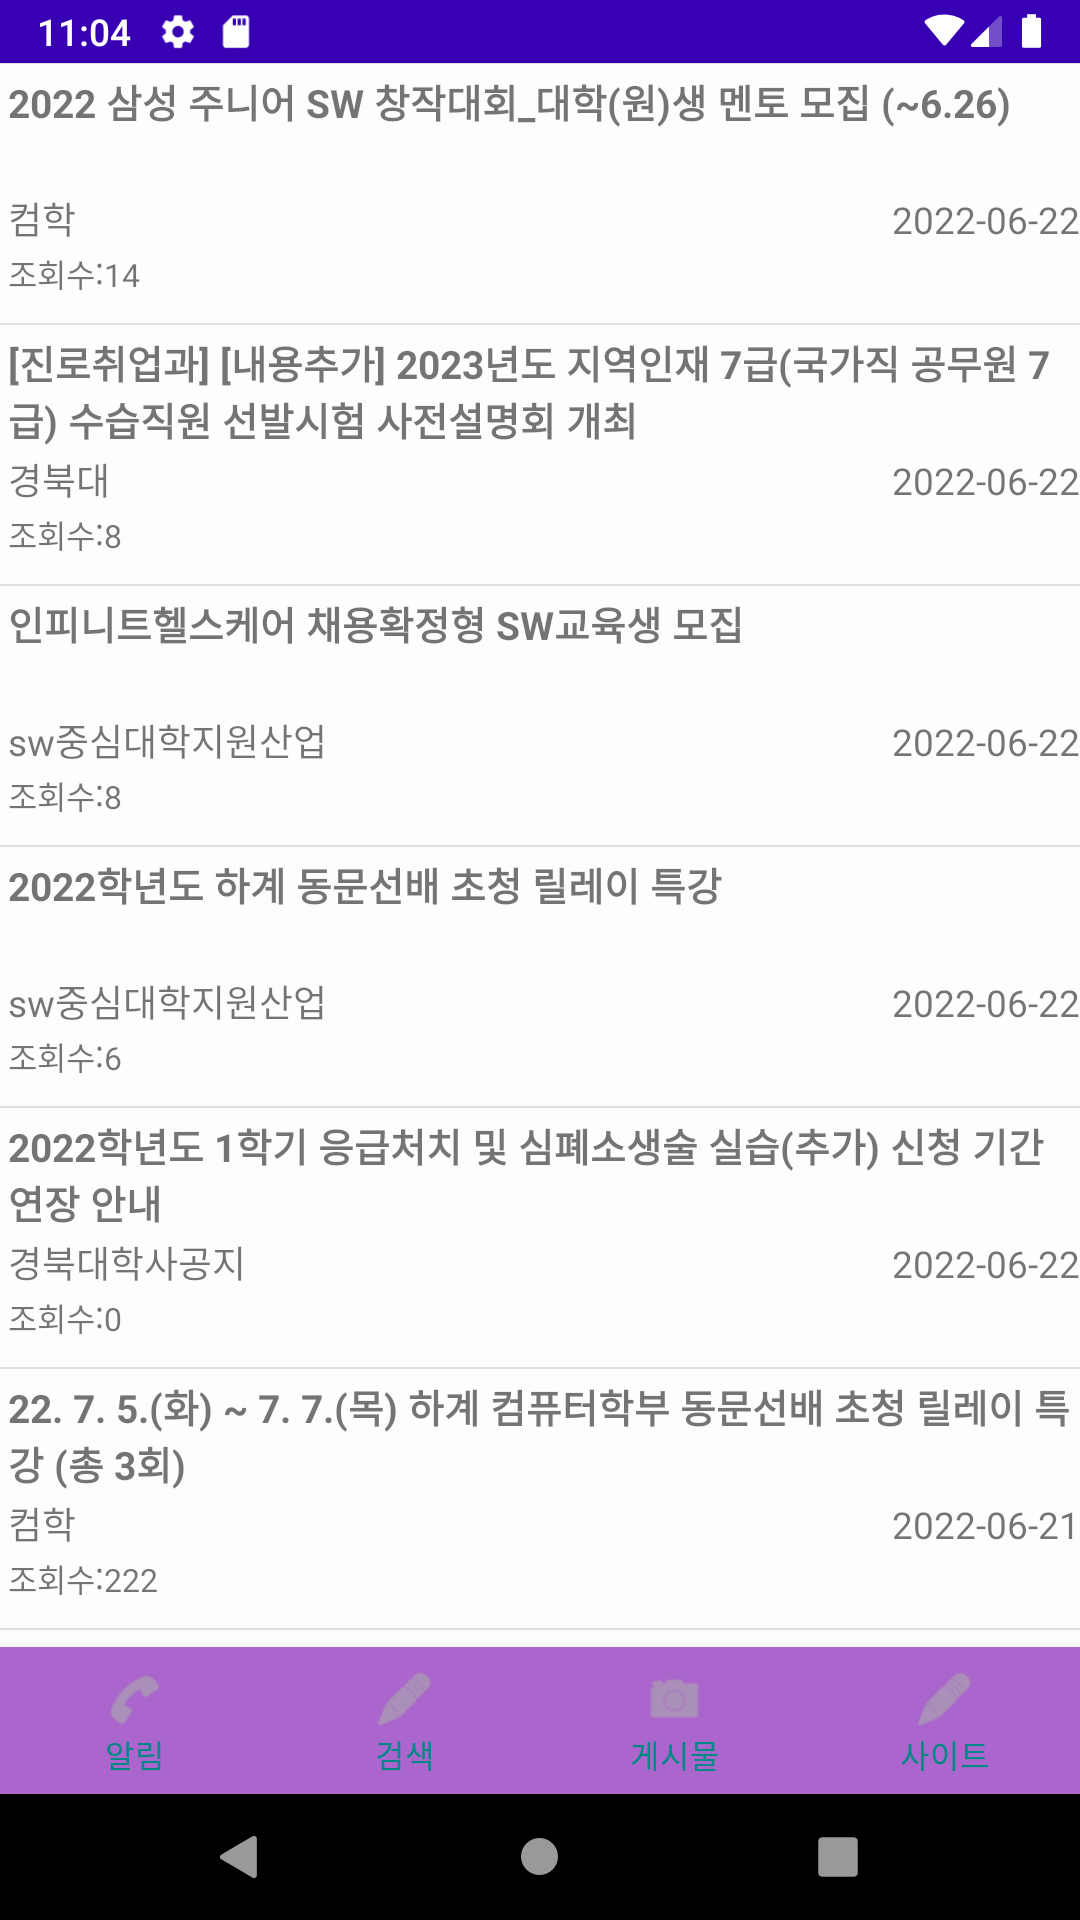 11:04
2022 삼성 주니어 SW 창작대회_대학(원)생 멘토 모집 (~6.26)
컴학 2022-06-22
조회수:14
[진로취업과] [내용추가] 2023년도 지역인재 7급(국가직 공무원 7
급) 수습직원 선발시험 사전설명회 개최
경북대 2022-06-22
조회수:8
인피니트헬스케어 채용확정형 SW교육생 모집
sw중심대학지원산업 2022-06-22
조회수:8
2022학년도 하계 동문선배 초청 릴레이 특강
sw중심대학지원산업 2022-06-22
조회수:6
2022학년도 1학기 응급처치 및 심폐소생술 실습(추가) 신청 기간
연장 안내
경북대학사공지 2022-06-22
조회수:0
22. 7. 5.(화) ~ 7. 7.(목) 하계 컴퓨터학부 동문선배 초청 릴레이 특
강 (총 3회)
컴학 2022-06-21
조회수:222
알림 검색 게시물 사이트